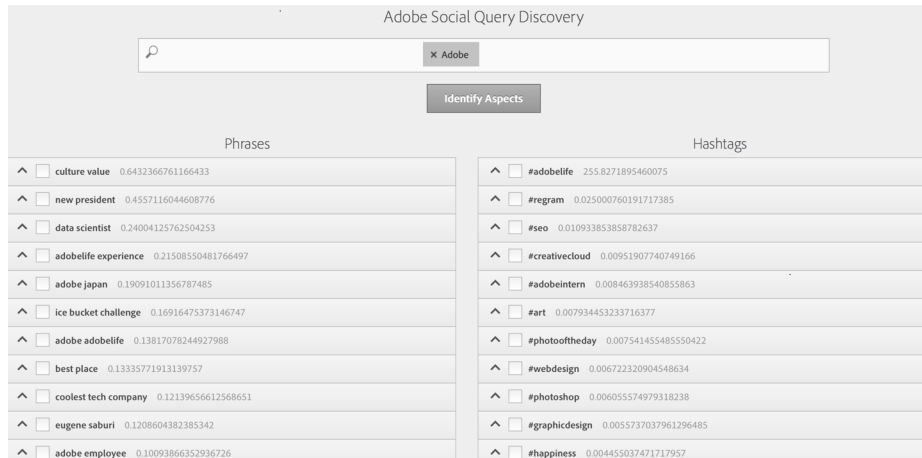 Adobe Social Query Discovery
× Adobe
Identify Aspects
Phrases
culture value 0.6432366761166433
new president 0.4557116044608776
data scientist 0.24004125762504253
adobelife experience 0.21508550481766497
adobe japan 0.19091011356787485
ice bucket challenge 0.16916475373146747
adobe adobelife 0.13817078244927988
best place 0.13335771913139757
coolest tech company 0.12139656612568651
eugene saburi 0.1208604382385342
adobe employee 0.10093866352936726
Hashtags
#adobelife 255.8271895460075
#regram 0.025000760191717385
#seo 0.010933853858782637
#creativecloud 0.00951907740749166
#adobeintern 0.008463938540855863
#art 0.007934453233716377
#photooftheday 0.007541455485550422
#webdesign 0.006722320904548634
#photoshop 0.006055574979318238
#graphicdesign 0.0055737037961296485
#happiness 0.004455037471717957